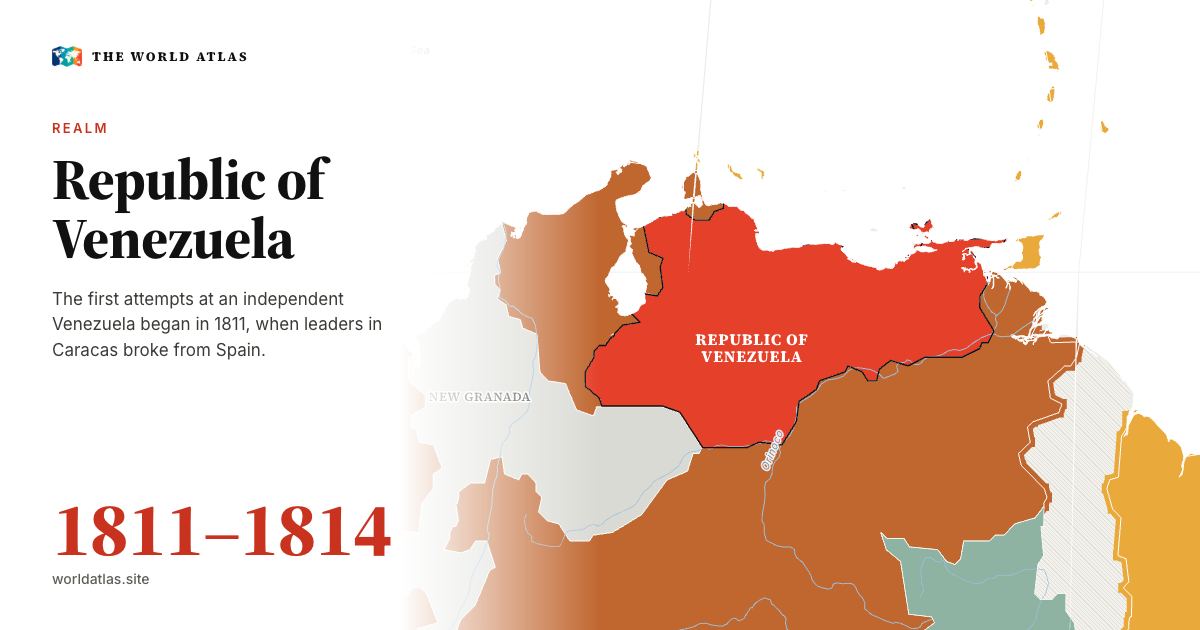 THE WORLD ATLAS
REALM
Republic of
Venezuela
The first attempts at an independent
Venezuela began in 1811, when leaders in
Caracas broke from Spain.
1811–1814
worldatlas.site
Sea
REPUBLIC OF
VENEZUELA
NEW GRANADA
Orinoco